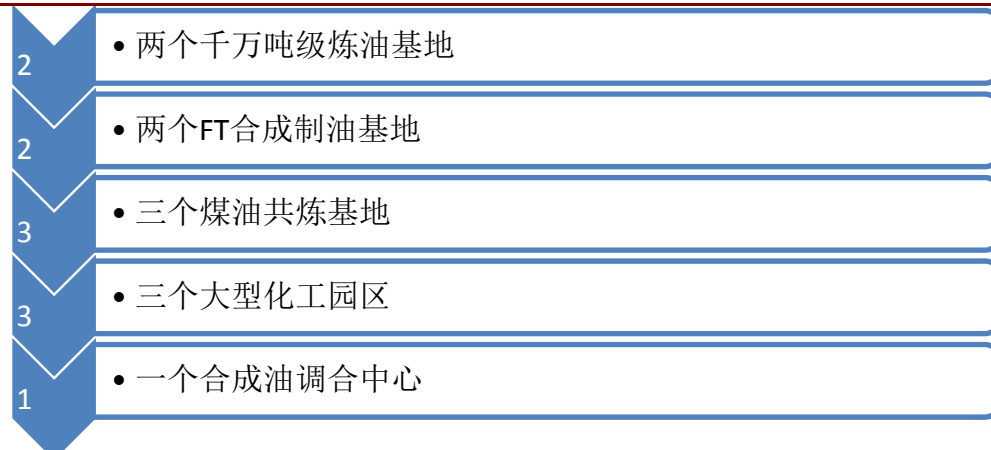 2
• 两个千万吨级炼油基地
2
• 两个FT合成制油基地
3
• 三个煤油共炼基地
3
• 三个大型化工园区
1
• 一个合成油调合中心